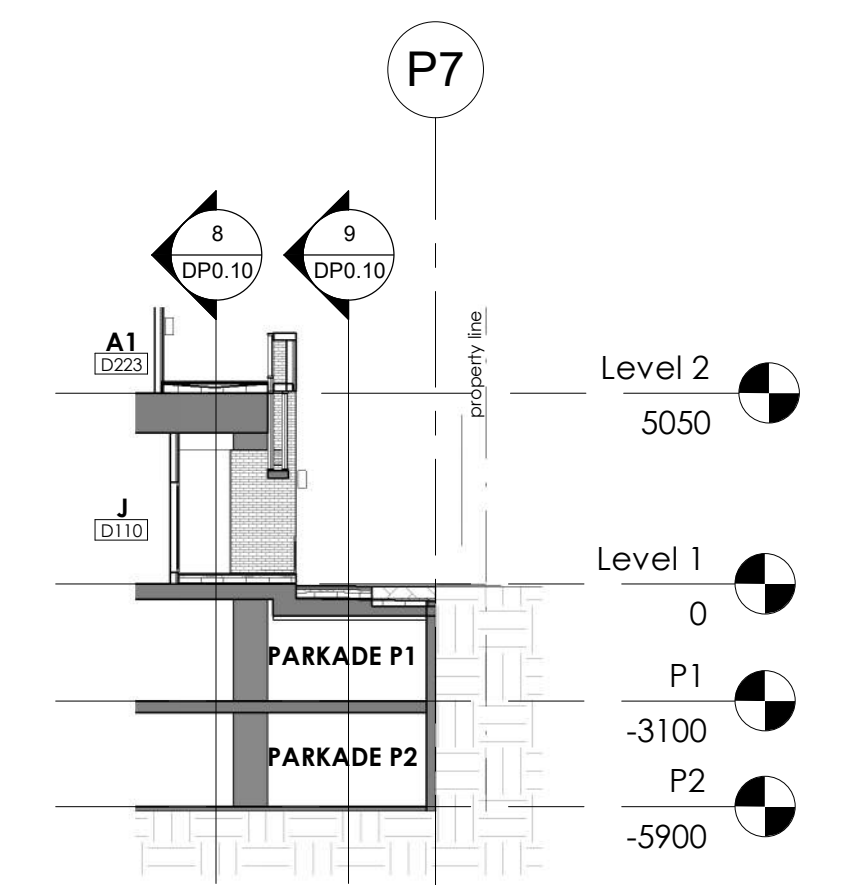 P7
8
DP0.10
9
DP0.10
property line
A1
D223
Level 2
5050
J
D110
Level 1
0
PARKADE P1
P1
-3100
PARKADE P2
P2
-5900